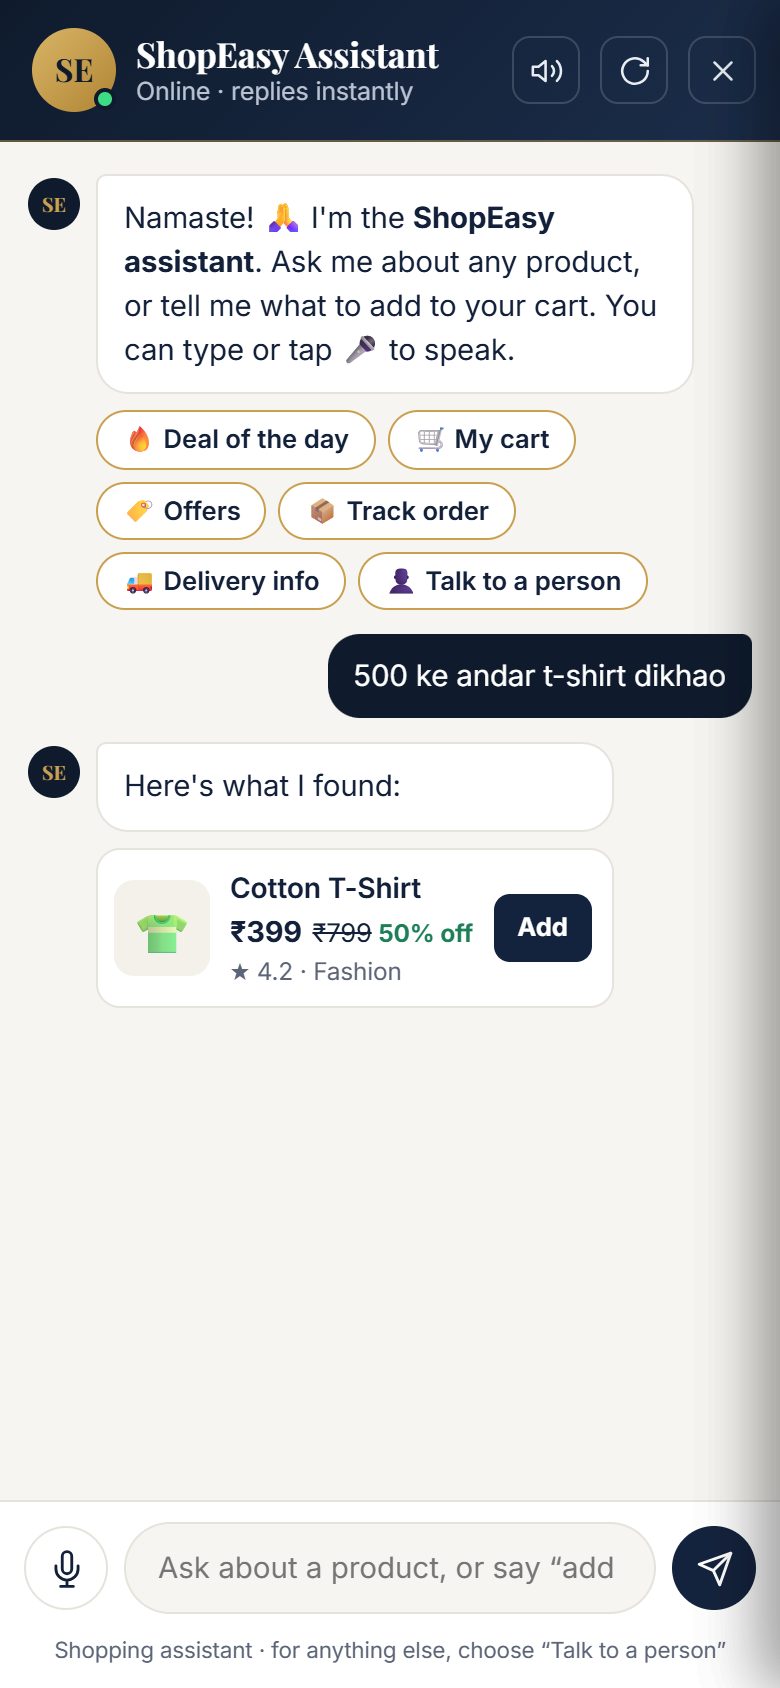 SE
ShopEasy Assistant
Online · replies instantly
SE
Namaste! 🙏 I'm the ShopEasy
assistant. Ask me about any product,
or tell me what to add to your cart. You
can type or tap 🎤 to speak.
🔥 Deal of the day
🛒 My cart
🏷️ Offers
📦 Track order
🚚 Delivery info
👤 Talk to a person
500 ke andar t-shirt dikhao
SE
Here's what I found:
Cotton T-Shirt
₹399 ₹799 50% off
★ 4.2 · Fashion
Add
Ask about a product, or say “add
Shopping assistant · for anything else, choose “Talk to a person”